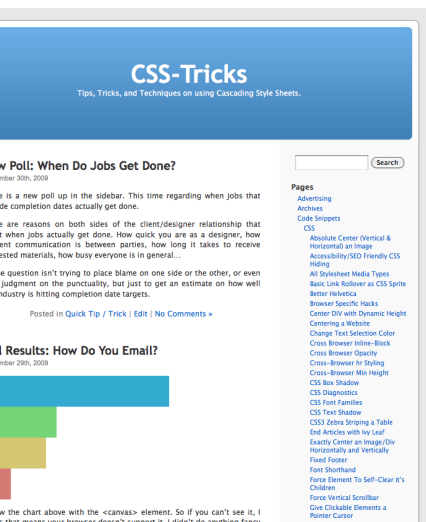 CSS-Tricks
Tips, Tricks, and Techniques on using Cascading Style Sheets.
Poll: When Do Jobs Get Done?
30th, 2009
is a new poll up in the sidebar. This time regarding when jobs that
completion dates actually get done.
are reasons on both sides of the client/designer relationship that
when jobs actually get done. How quick you are as a designer, how
communication is between parties, how long it takes to receive
materials, how busy everyone is in general...
question isn't trying to place blame on one side or the other, or even
judgment on the punctuality, but just to get an estimate on how well
industry is hitting completion date targets.
Posted in Quick Tip / Trick | Edit | No Comments »
Results: How Do You Email?
29th, 2009
the chart above with the <canvas> element. So if you can't see it, I
that means your browser doesn't support it. I didn't do anything fancy
Search
Pages
Advertising
Archives
Code Snippets
CSS
Absolute Center (Vertical &
Horizontal) an Image
Accessibility/SEO Friendly CSS
Hiding
All Stylesheet Media Types
Basic Link Rollover as CSS Sprite
Better Helvetica
Browser Specific Hacks
Center DIV with Dynamic Height
Centering a Website
Change Text Selection Color
Cross Browser Inline-Block
Cross Browser Opacity
Cross-Browser hr Styling
Cross-Browser Min Height
CSS Box Shadow
CSS Diagnostics
CSS Font Families
CSS Text Shadow
CSS3 Zebra Striping a Table
End Articles with Ivy Leaf
Exactly Center an Image/Div
Horizontally and Vertically
Fixed Footer
Font Shorthand
Force Element To Self-Clear it's
Children
Force Vertical Scrollbar
Give Clickable Elements a
Pointer Cursor